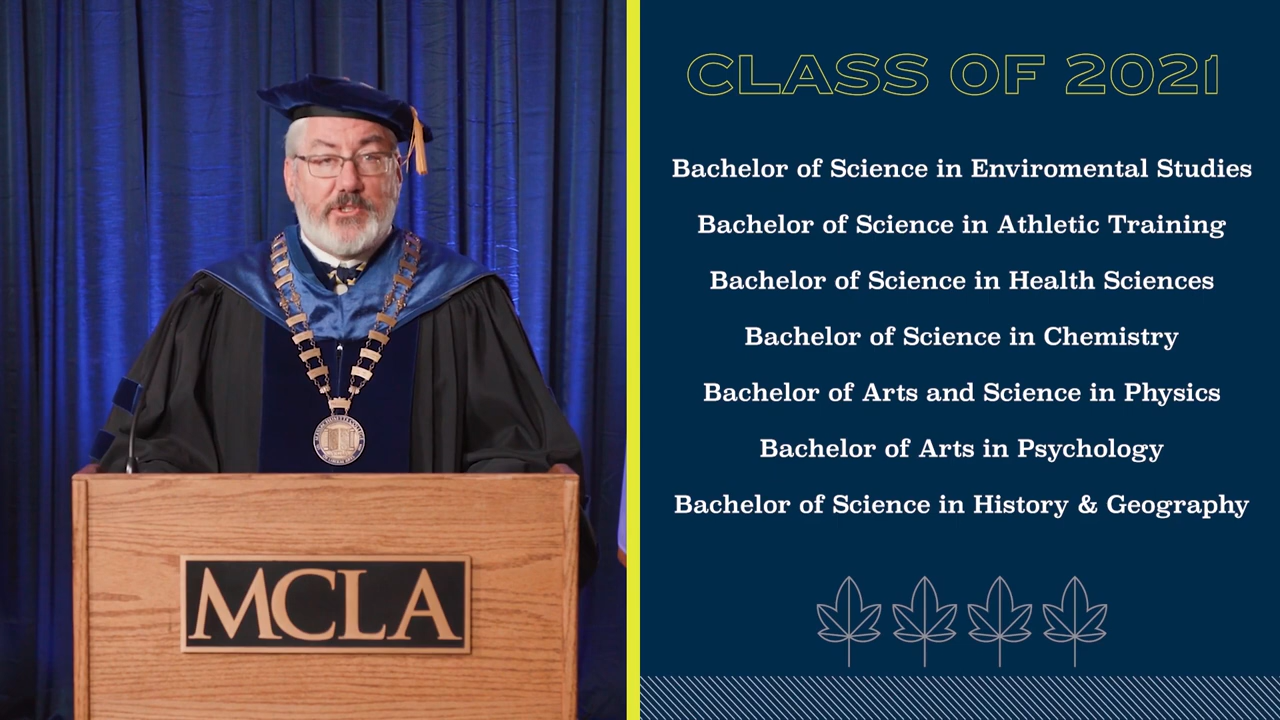 MCLA
CLASS OF 2021
Bachelor of Science in Enviromental Studies
Bachelor of Science in Athletic Training
Bachelor of Science in Health Sciences
Bachelor of Science in Chemistry
Bachelor of Arts and Science in Physics
Bachelor of Arts in Psychology
Bachelor of Science in History & Geography